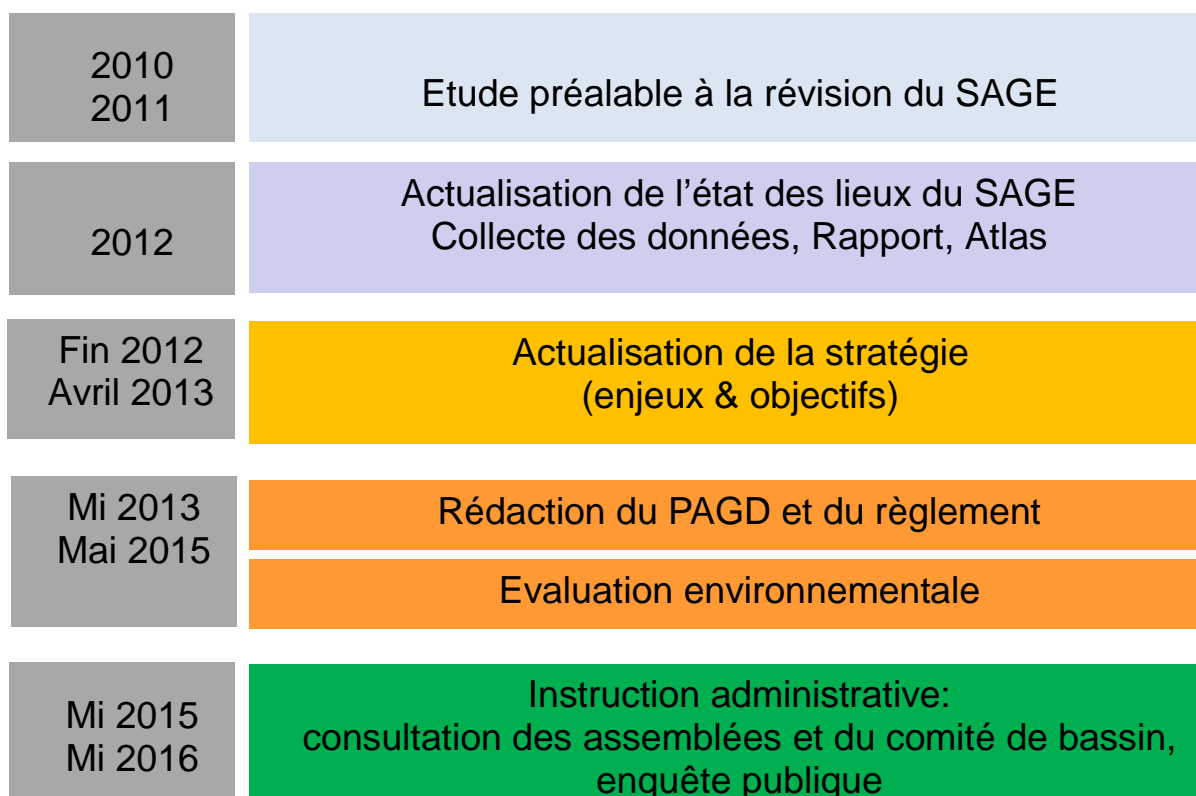 2010
2011
Etude préalable à la révision du SAGE
2012
Actualisation de l’état des lieux du SAGE
Collecte des données, Rapport, Atlas
Fin 2012
Avril 2013
Actualisation de la stratégie
(enjeux & objectifs)
Mi 2013
Mai 2015
Rédaction du PAGD et du règlement
Evaluation environnementale
Mi 2015
Mi 2016
Instruction administrative:
consultation des assemblées et du comité de bassin,
enquête publique